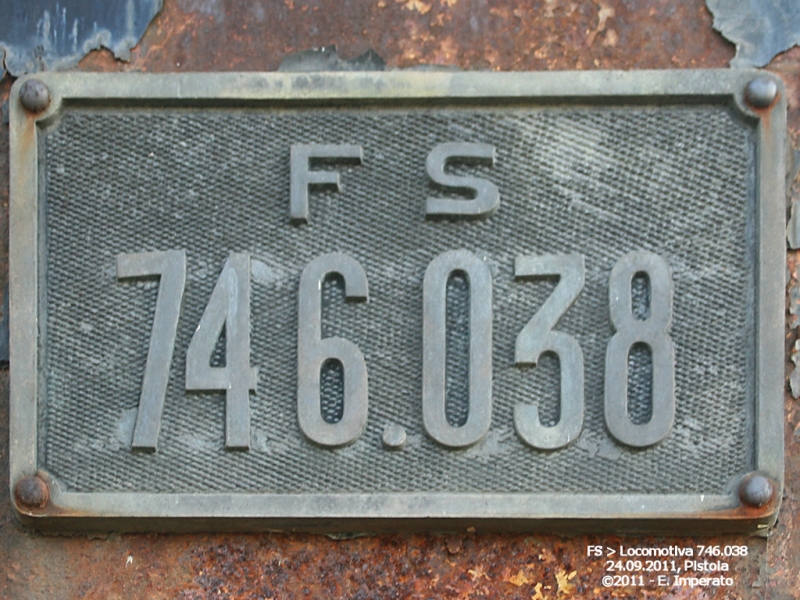 F S
746.038
FS > Locomotiva 746.038
24.09.2011, Pistoia
©2011 - E. Imperato